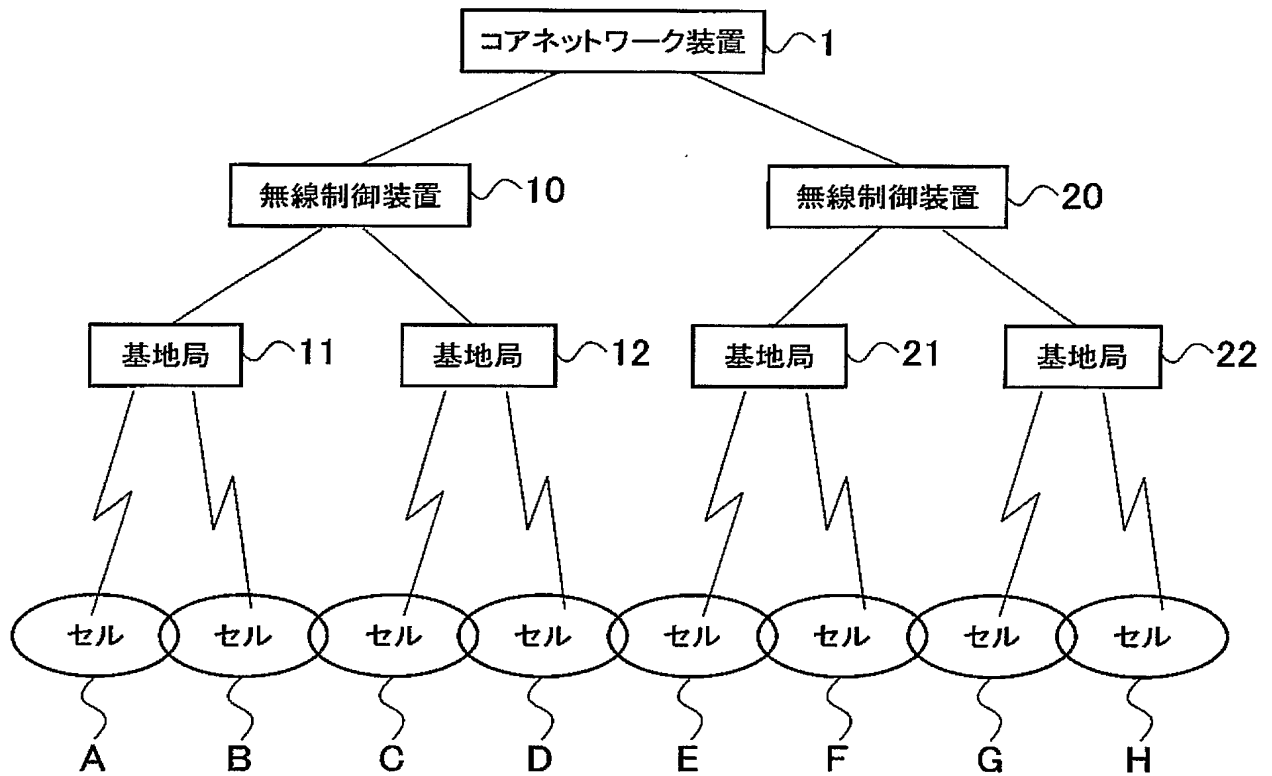 コアネットワーク装置 1
無線制御装置 10 無線制御装置 20
基地局 11 基地局 12 基地局 21 基地局 22
セル セル セル セル セル セル セル セル
A B C D E F G H